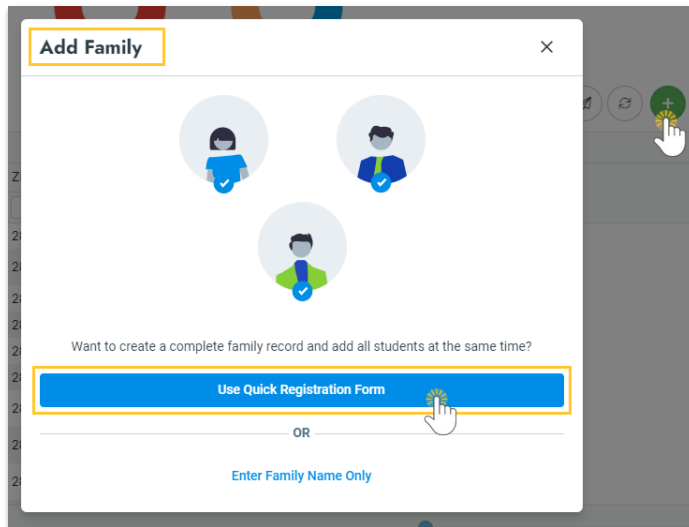 Add Family
Want to create a complete family record and add all students at the same time?
Use Quick Registration Form
OR
Enter Family Name Only